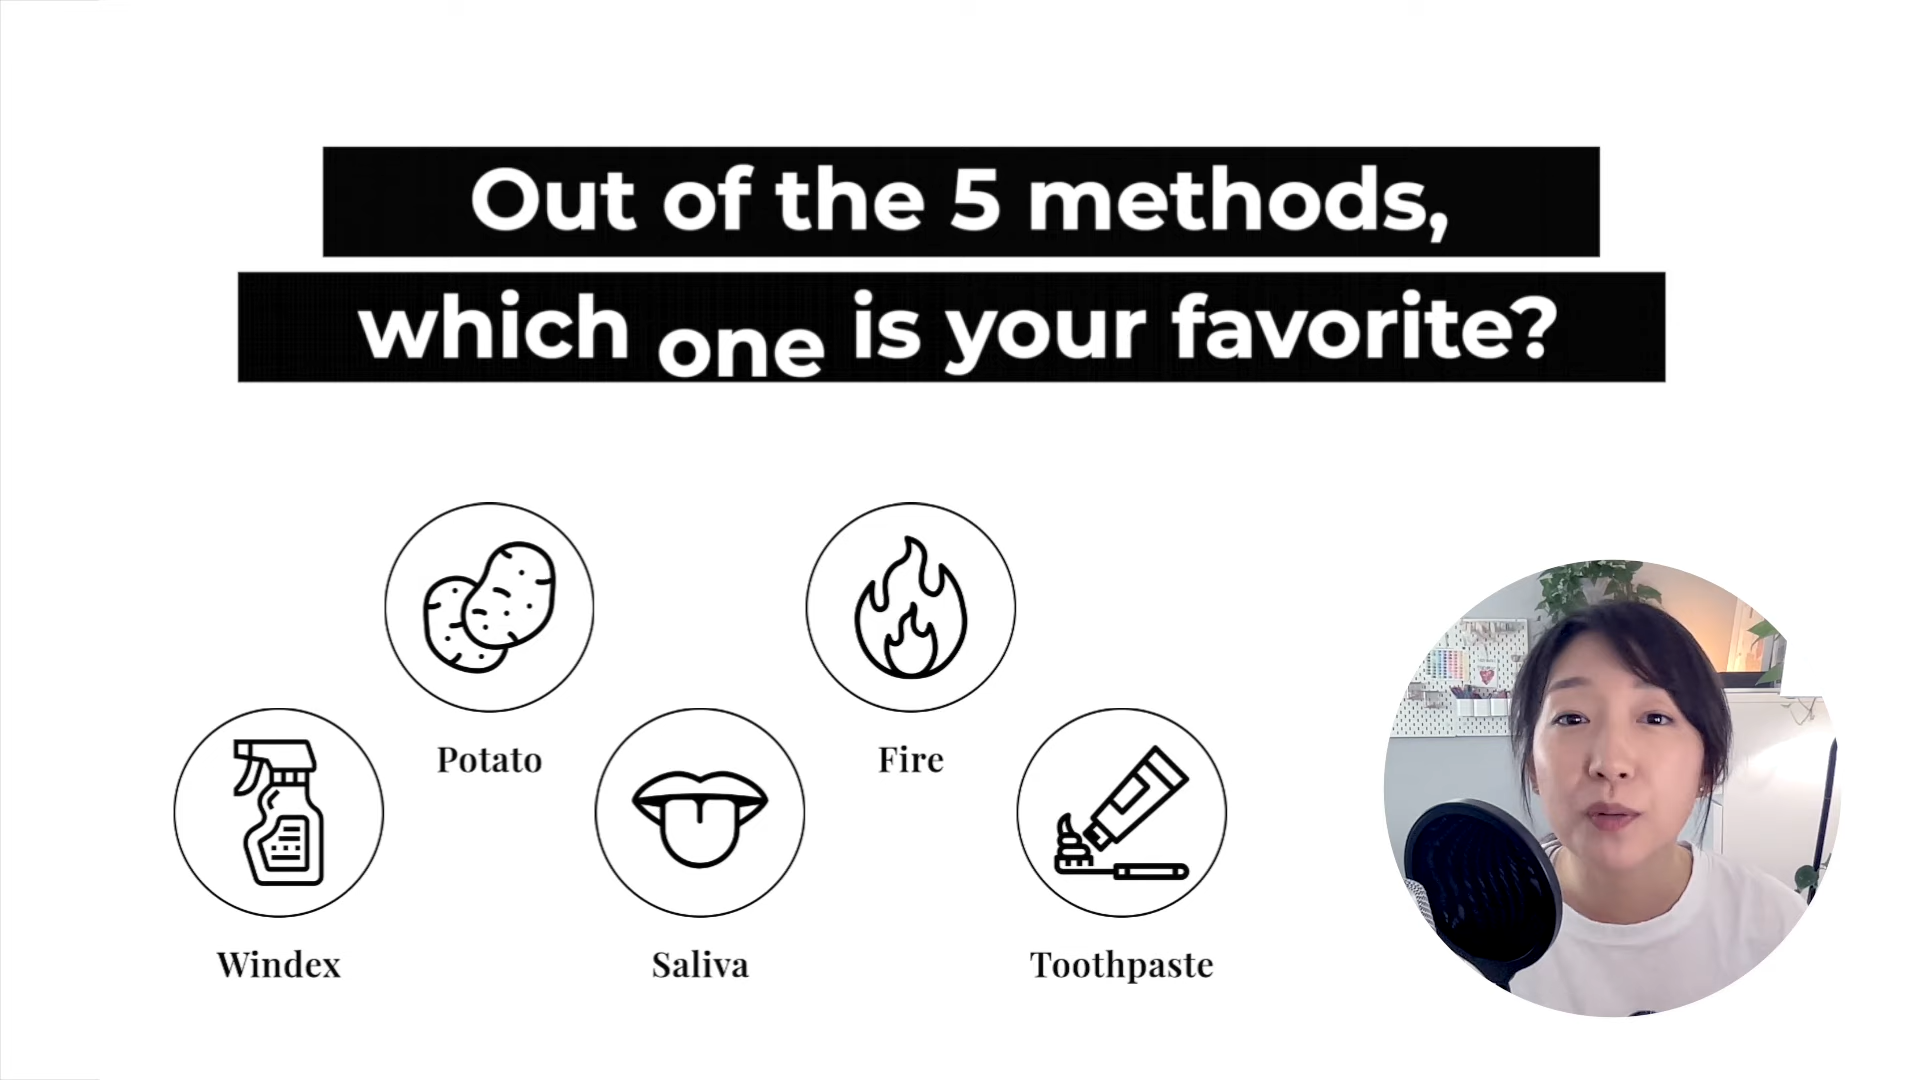 Out of the 5 methods,
which one is your favorite?
Potato
Fire
Windex
Saliva
Toothpaste